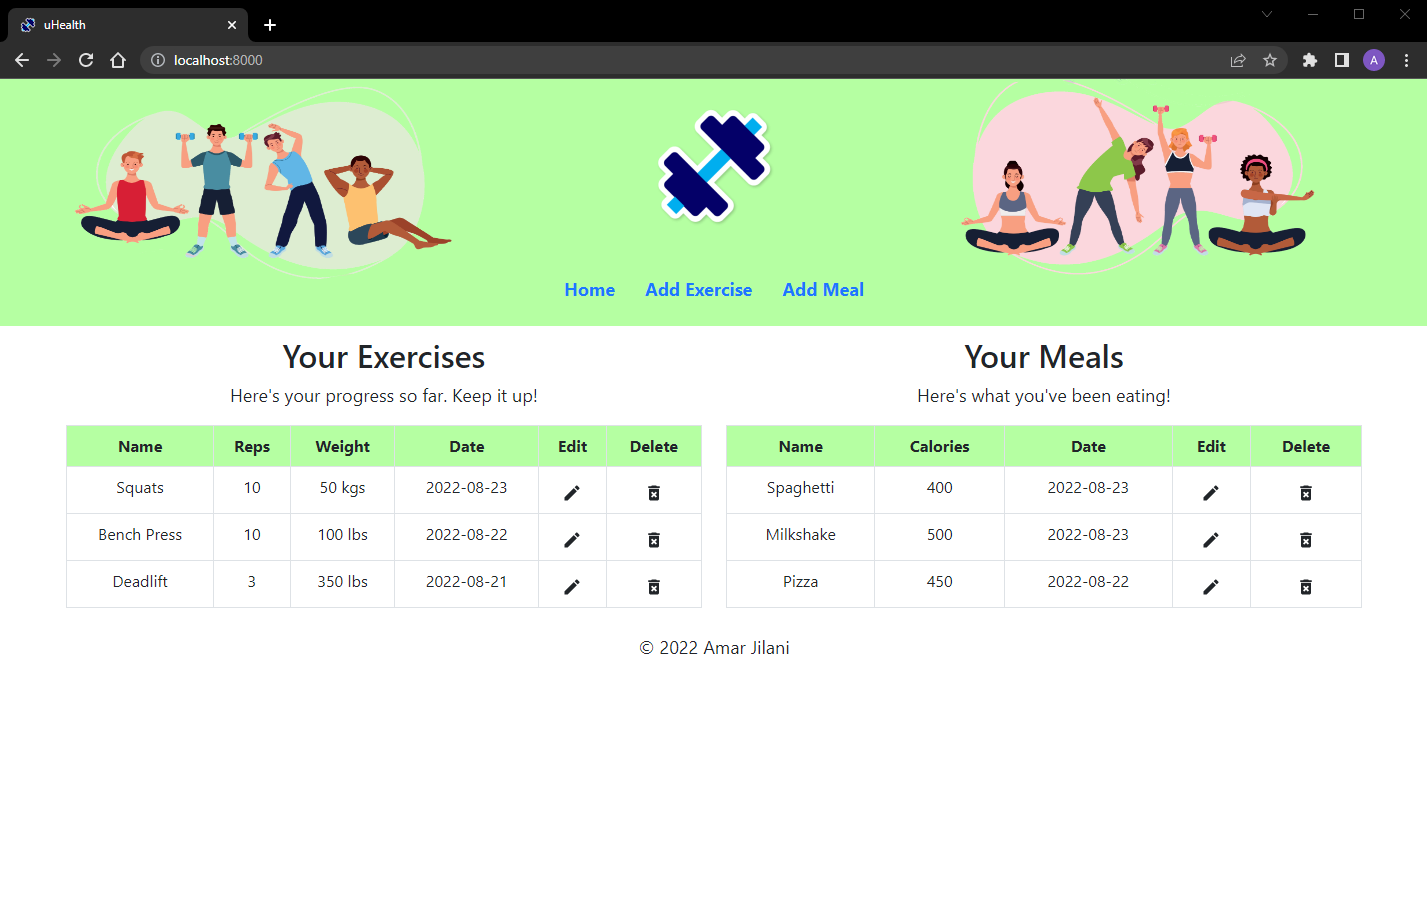 uHealth
localhost:8000
A
Home Add Exercise Add Meal
Your Exercises
Here's your progress so far. Keep it up!
Name Reps Weight Date Edit Delete
Squats 10 50 kgs 2022-08-23
Bench Press 10 100 lbs 2022-08-22
Deadlift 3 350 lbs 2022-08-21
Your Meals
Here's what you've been eating!
Name Calories Date Edit Delete
Spaghetti 400 2022-08-23
Milkshake 500 2022-08-23
Pizza 450 2022-08-22
© 2022 Amar Jilani